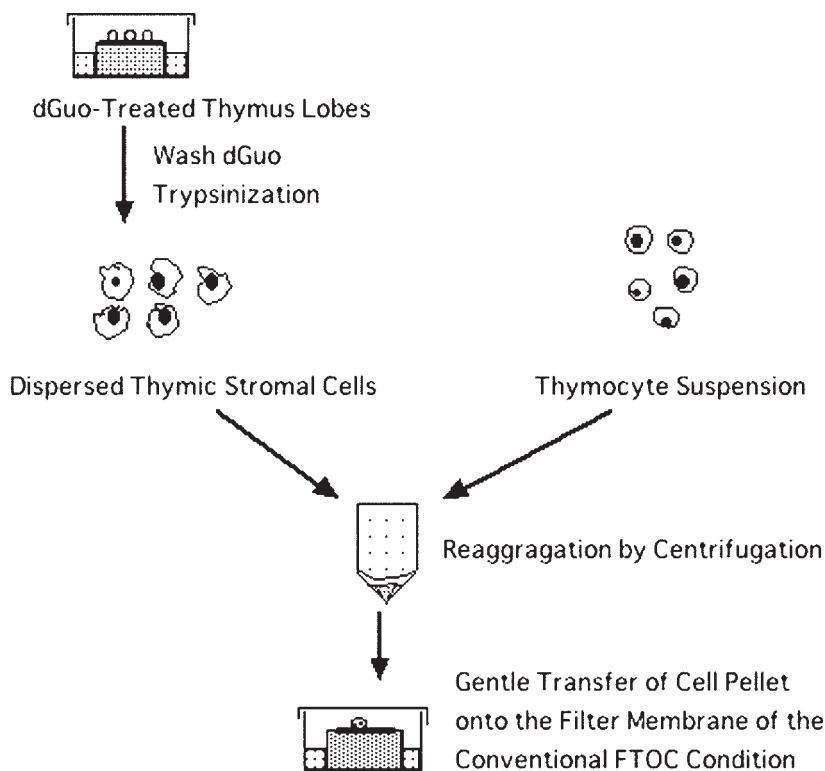 dGuo-Treated Thymus Lobes
Wash dGuo
Trypsinization
Dispersed Thymic Stromal Cells
Thymocyte Suspension
Reaggragation by Centrifugation
Gentle Transfer of Cell Pellet
onto the Filter Membrane of the
Conventional FTOC Condition